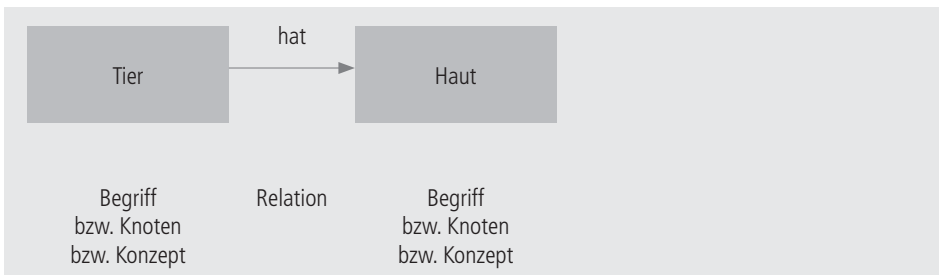 hat
Tier
Haut
Begriff
bzw. Knoten
bzw. Konzept
Relation
Begriff
bzw. Knoten
bzw. Konzept